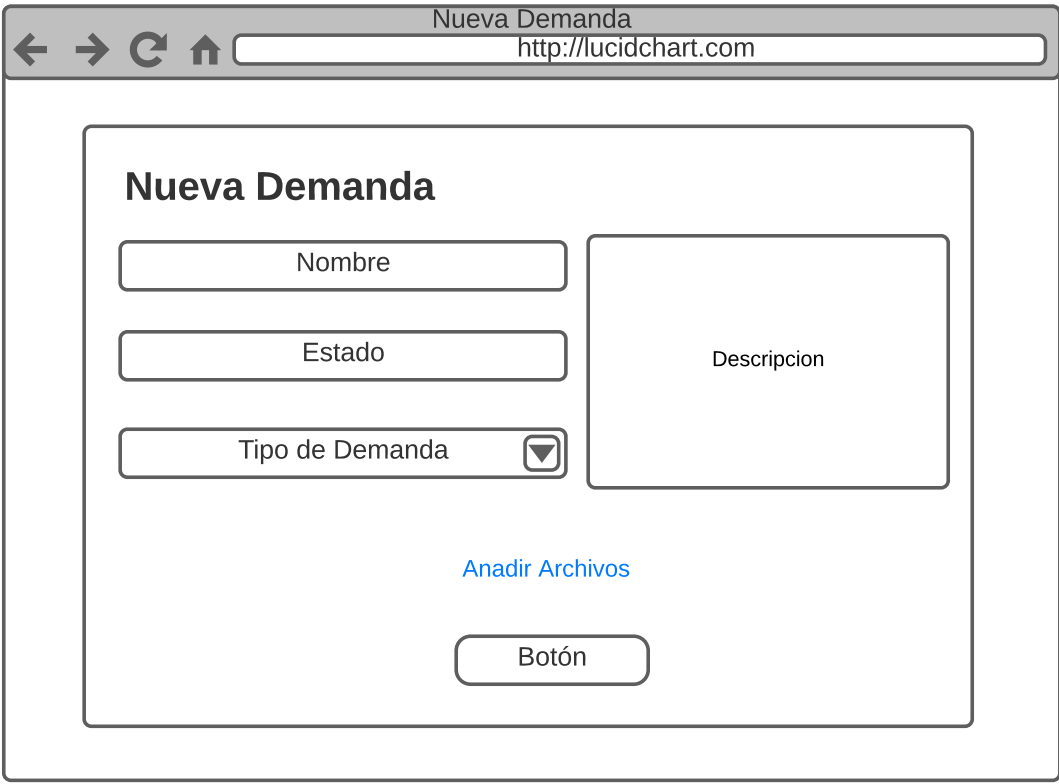 Nueva Demanda
http://lucidchart.com
Nueva Demanda
Nombre
Estado
Tipo de Demanda
Descripcion
Anadir Archivos
Botón